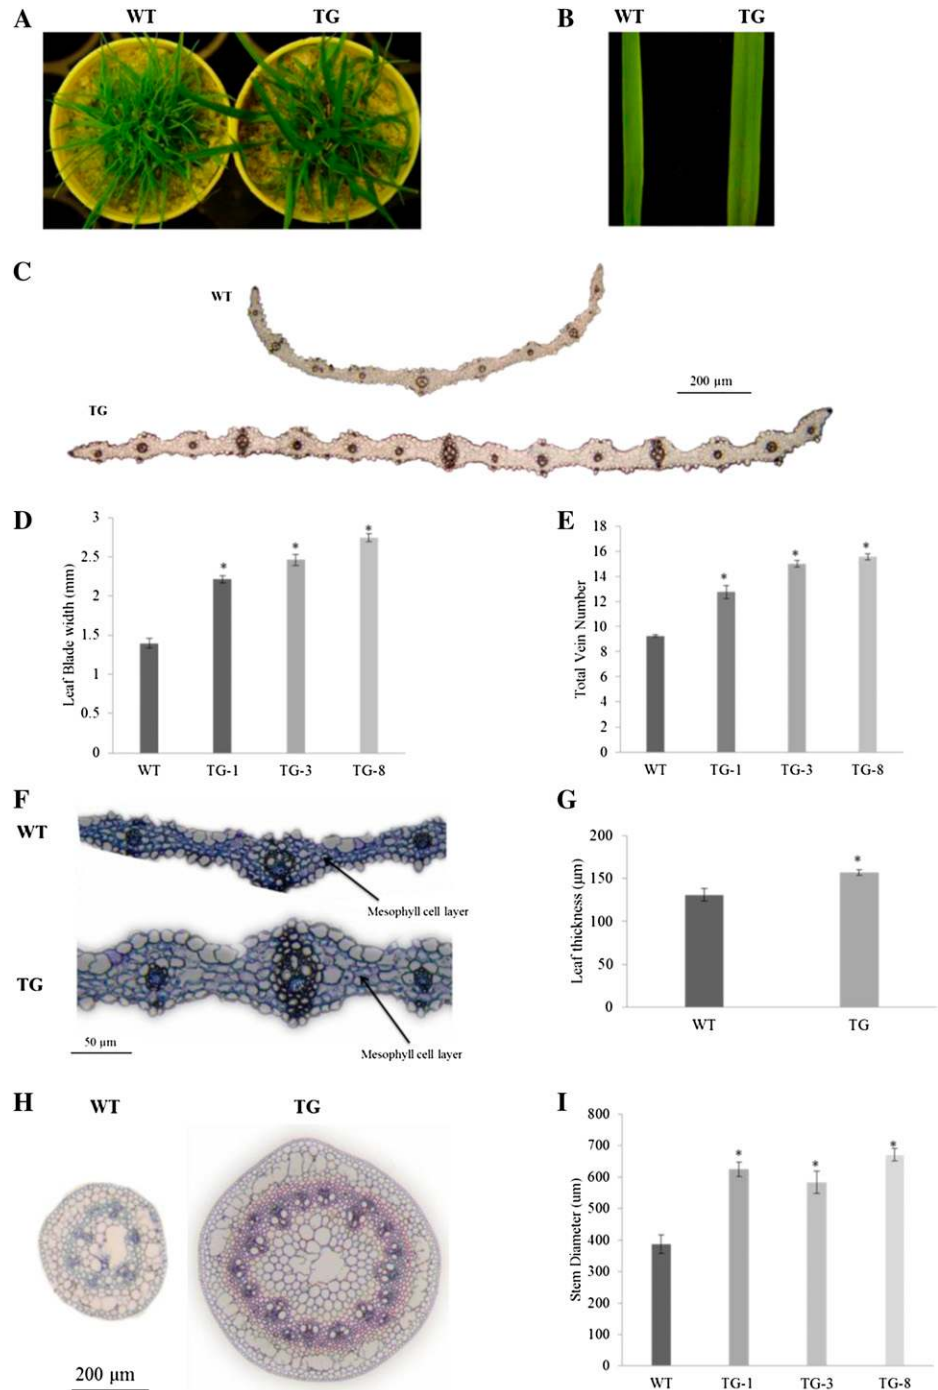 A
WT
TG
B
WT
TG
C
WT
200 µm
TG
D
Leaf Blade width (mm)
3
2.5
2
1.5
1
0.5
0
*
*
*
WT
TG-1
TG-3
TG-8
E
Total Vein Number
18
16
14
12
10
8
6
4
2
0
*
*
*
WT
TG-1
TG-3
TG-8
F
WT
Mesophyll cell layer
TG
50 µm
Mesophyll cell layer
G
Leaf thickness (µm)
200
150
100
50
0
*
WT
TG
H
WT
TG
200 µm
I
Stem Diameter (um)
800
700
600
500
400
300
200
100
0
*
*
*
WT
TG-1
TG-3
TG-8